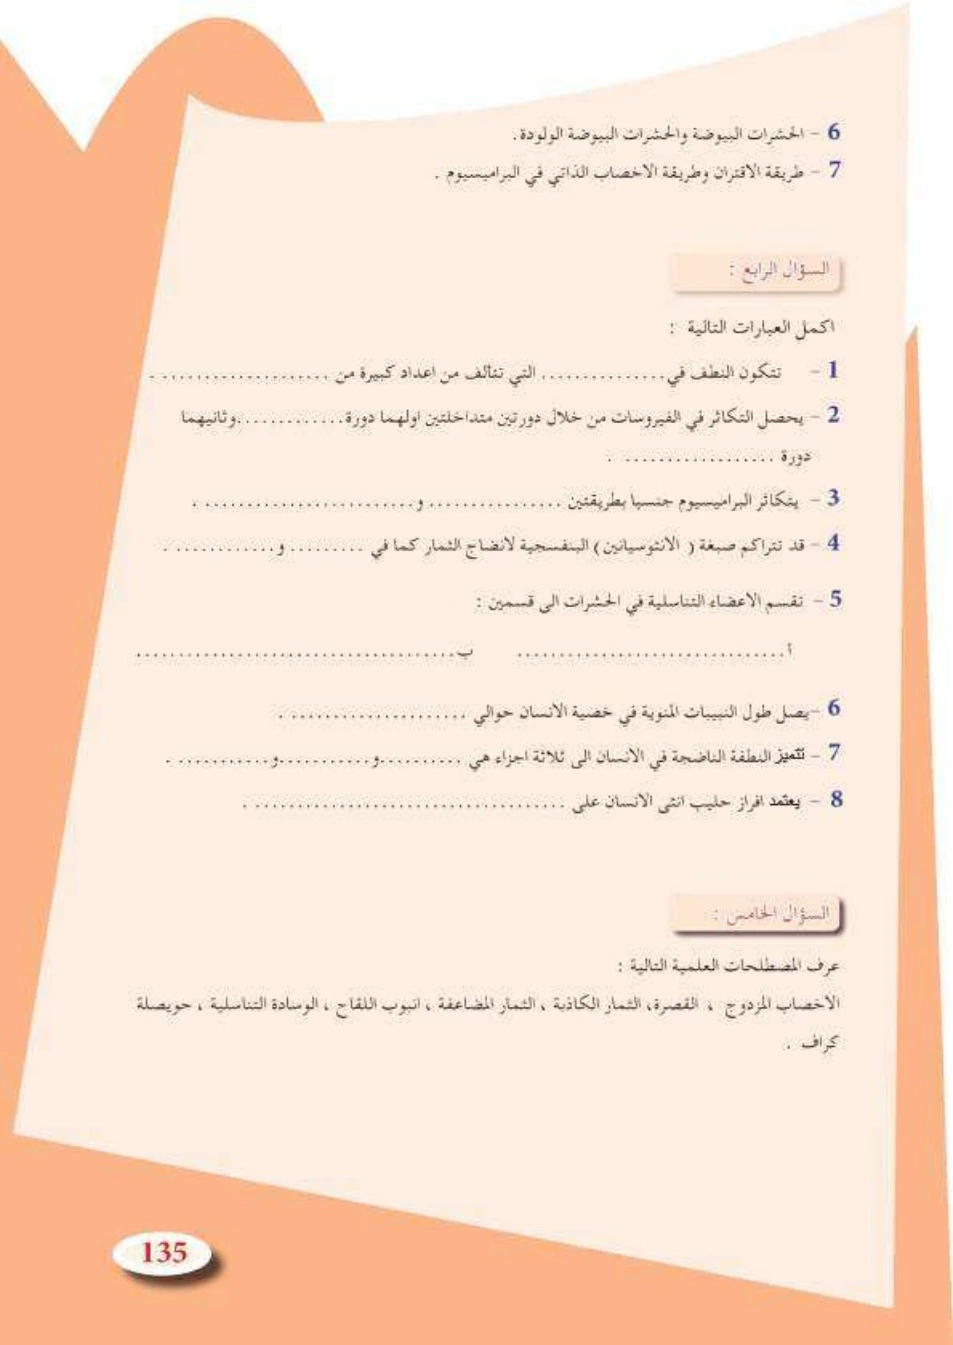 6 - الحشرات البيوضة والحشرات البيوضة الولودة.
7 - طريقة الاقتران وطريقة الاخصاب الذاتي في البراميسيوم .
السؤال الرابع :
اكمل العبارات التالية :
1 - تتكون النطف في............... التي تتألف من اعداد كبيرة من .................... .
2 - يحصل التكاثر في الفيروسات من خلال دورتين متداخلتين اولهما دورة.............وثانيهما
دورة .................. .
3 - يتكاثر البراميسيوم جنسيا بطريقتين ................ و......................... .
4 - قد تتراكم صبغة ( الانثوسيانين) البنفسجية لانضاج الثمار كما في ......... و............ .
5 - تقسم الاعضاء التناسلية في الحشرات الى قسمين :
أ................................ ب......................................
6 -يصل طول النبيبات المنوية في خصية الانسان حوالي ..................... .
7 - تتميز النطفة الناضجة في الانسان الى ثلاثة اجزاء هي ..........و...........و........... .
8 - يعتمد افراز حليب انثى الانسان على ..................................... .
السؤال الخامس :
عرف المصطلحات العلمية التالية :
الاخصاب المزدوج ، القصرة، الثمار الكاذبة ، الثمار المضاعفة ، انبوب اللقاح ، الوسادة التناسلية ، حويصلة
كراف .
135